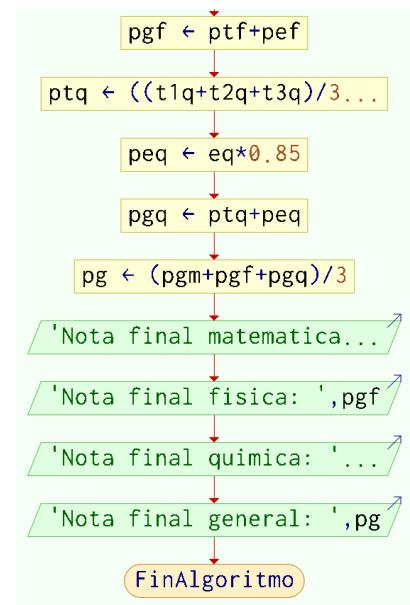 pgf ← ptf+pef
ptq ← ((t1q+t2q+t3q)/3...
peq ← eq*0.85
pgq ← ptq+peq
pg ← (pgm+pgf+pgq)/3
'Nota final matematica...
'Nota final fisica: ',pgf
'Nota final quimica: '...
'Nota final general: ',pg
FinAlgoritmo